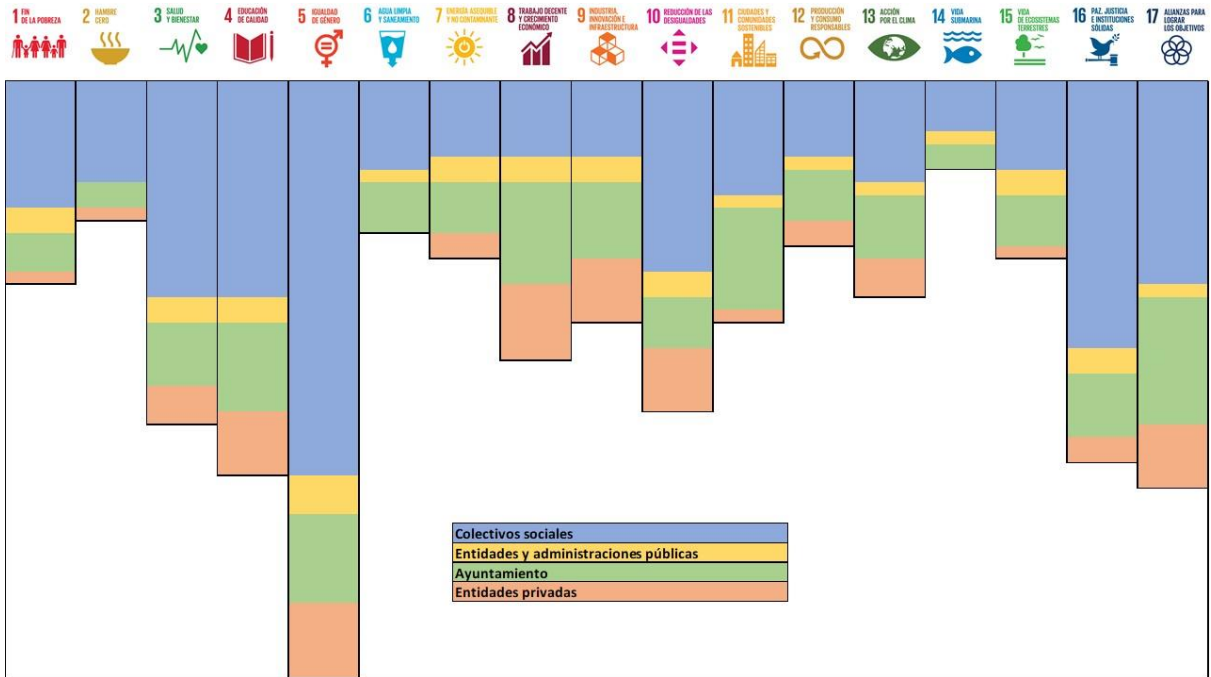 1 FIN
DE LA POBREZA
2 HAMBRE
CERO
3 SALUD
Y BIENESTAR
4 EDUCACIÓN
DE CALIDAD
5 IGUALDAD
DE GÉNERO
6 AGUA LIMPIA
Y SANEAMIENTO
7 ENERGÍA ASEQUIBLE
Y NO CONTAMINANTE
8 TRABAJO DECENTE
Y CRECIMIENTO
ECONÓMICO
9 INDUSTRIA,
INNOVACIÓN E
INFRAESTRUCTURA
10 REDUCCIÓN DE LAS
DESIGUALDADES
11 CIUDADES Y
COMUNIDADES
SOSTENIBLES
12 PRODUCCIÓN
Y CONSUMO
RESPONSABLES
13 ACCIÓN
POR EL CLIMA
14 VIDA
SUBMARINA
15 VIDA
DE ECOSISTEMAS
TERRESTRES
16 PAZ, JUSTICIA
E INSTITUCIONES
SÓLIDAS
17 ALIANZAS PARA
LOGRAR
LOS OBJETIVOS
Colectivos sociales
Entidades y administraciones públicas
Ayuntamiento
Entidades privadas